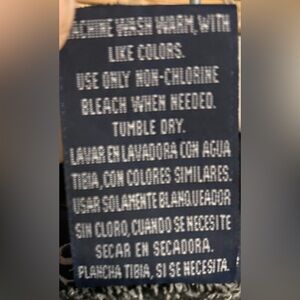 ACHINE WASH WARM, WITH
LIKE COLORS.
USE ONLY NON-CHLORINE
BLEACH WHEN NEEDED.
TUMBLE DRY.
LAVAR EN LAVADORA CON AGUA
TIBIA, CON COLORES SIMILARES.
USAR SOLAMENTE BLANQUEADOR
SIN CLORO, CUANDO SE NECESITE
SECAR EN SECADORA.
PLANCHA TIBIA, SI SE NECESITA.